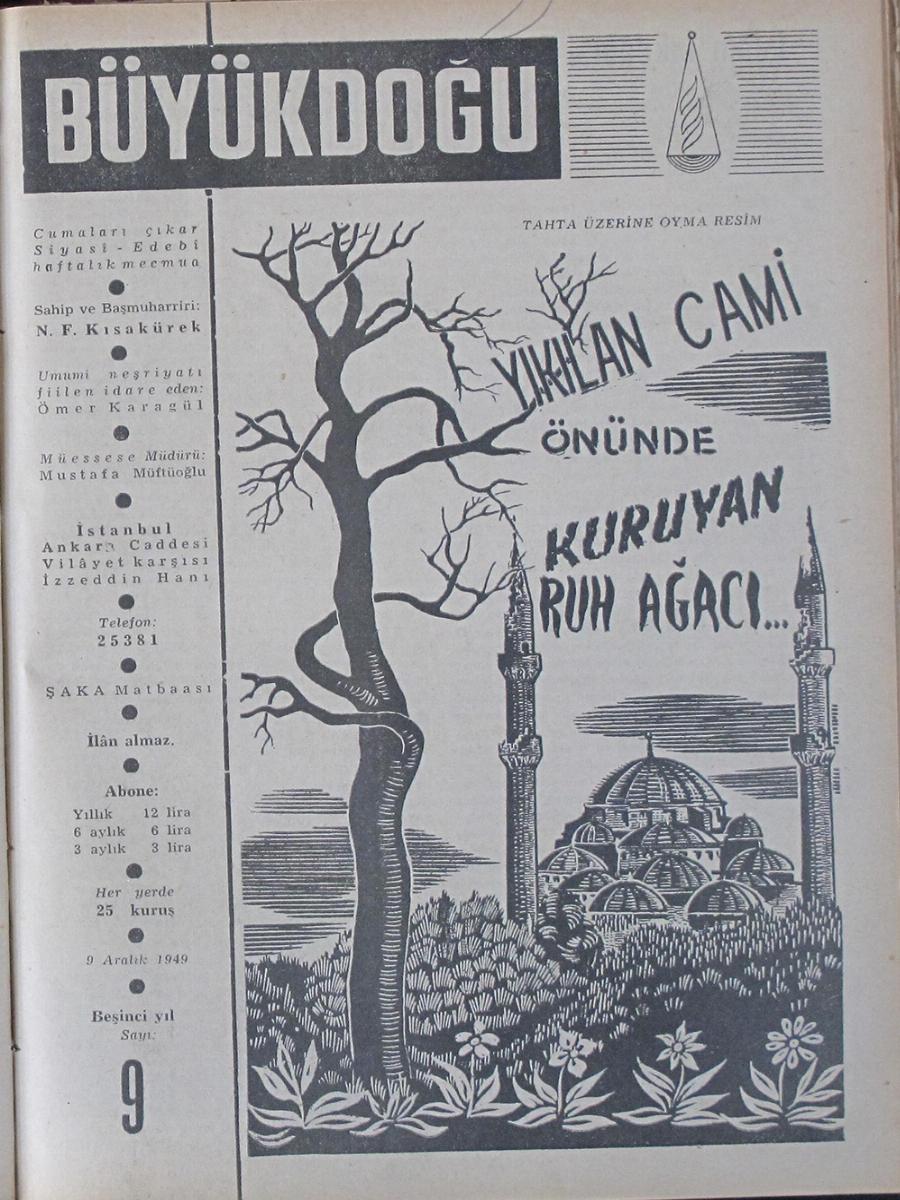 BÜYÜKDOĞU
Cumaları çıkar
Siyasî - Edebî
haftalık mecmua
Sahip ve Başmuharriri:
N. F. Kısakürek
Umumi neşriyatı
fiilen idare eden:
Ömer Karagül
Müessese Müdürü:
Mustafa Müftüoğlu
İstanbul
Ankara Caddesi
Vilâyet karşısı
İzzeddin Hanı
Telefon:
25381
ŞAKA Matbaası
İlân almaz.
Abone:
Yıllık 12 lira
6 aylık 6 lira
3 aylık 3 lira
Her yerde
25 kuruş
9 Aralık 1949
Beşinci yıl
Sayı:
9
TAHTA ÜZERİNE OYMA RESİM
YIKILAN CAMİ
ÖNÜNDE
KURUYAN
RUH AĞACI...